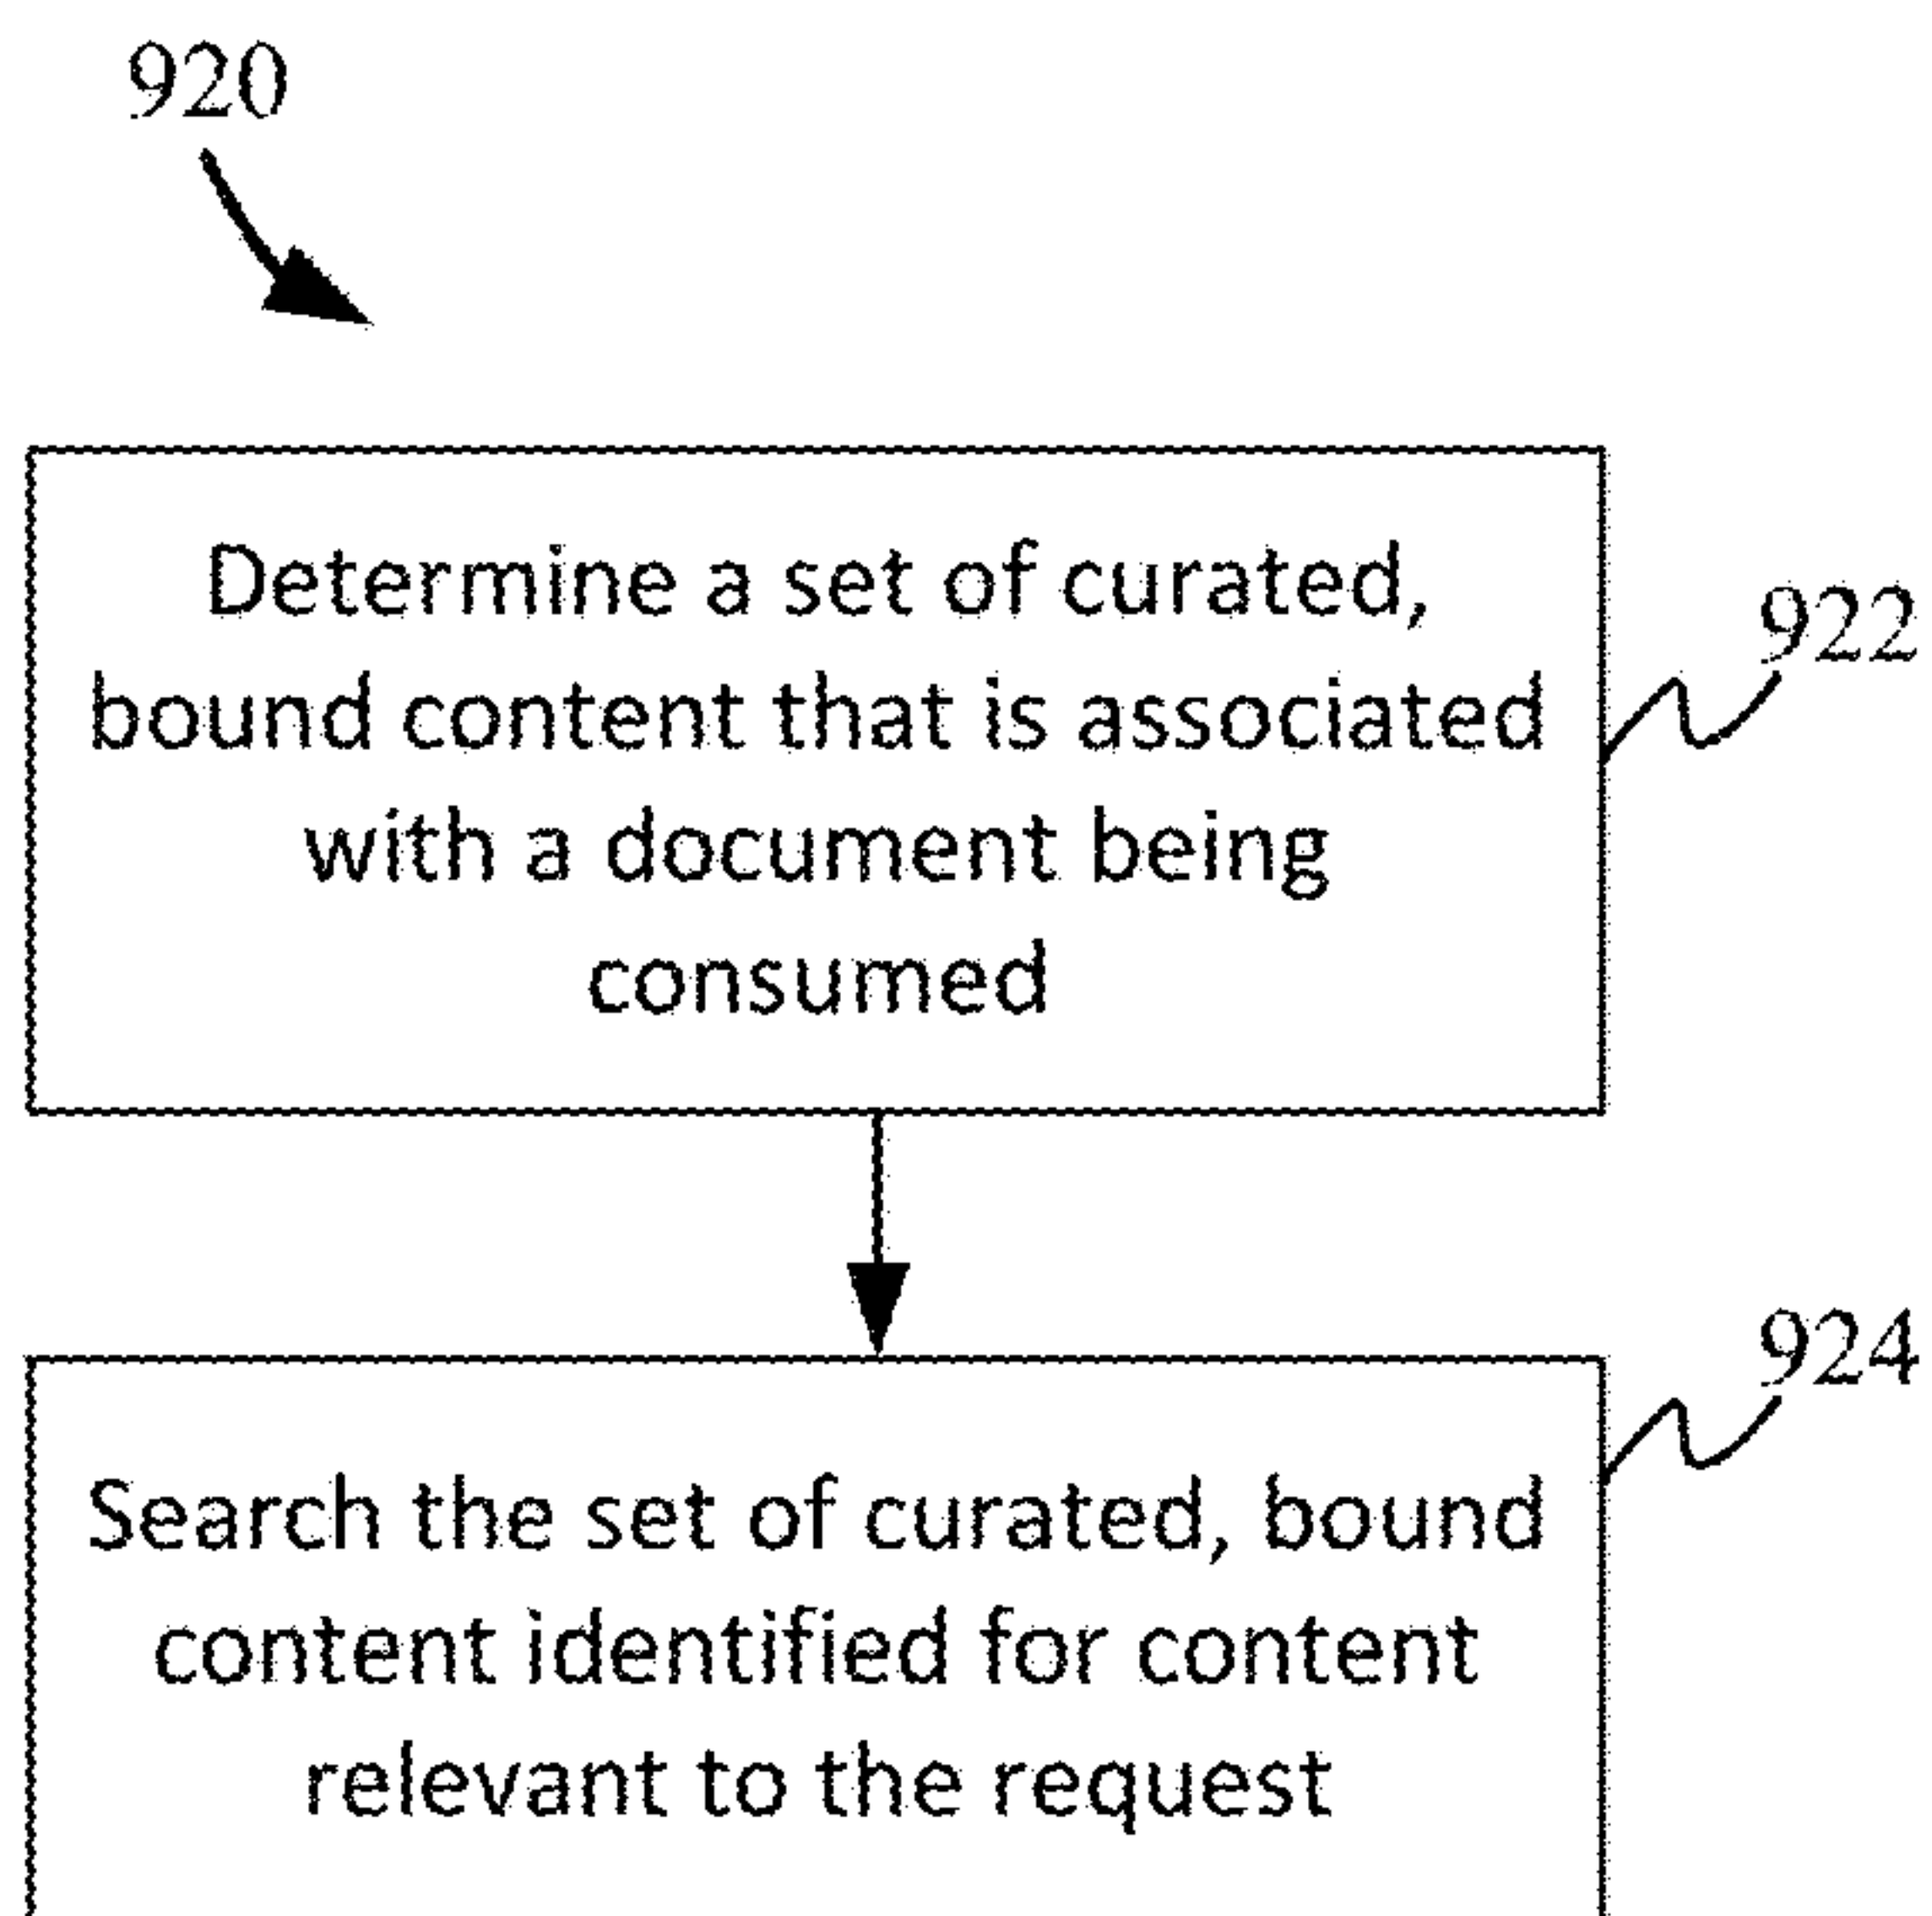 920
Determine a set of curated,
bound content that is associated
with a document being
consumed
922
924
Search the set of curated, bound
content identified for content
relevant to the request